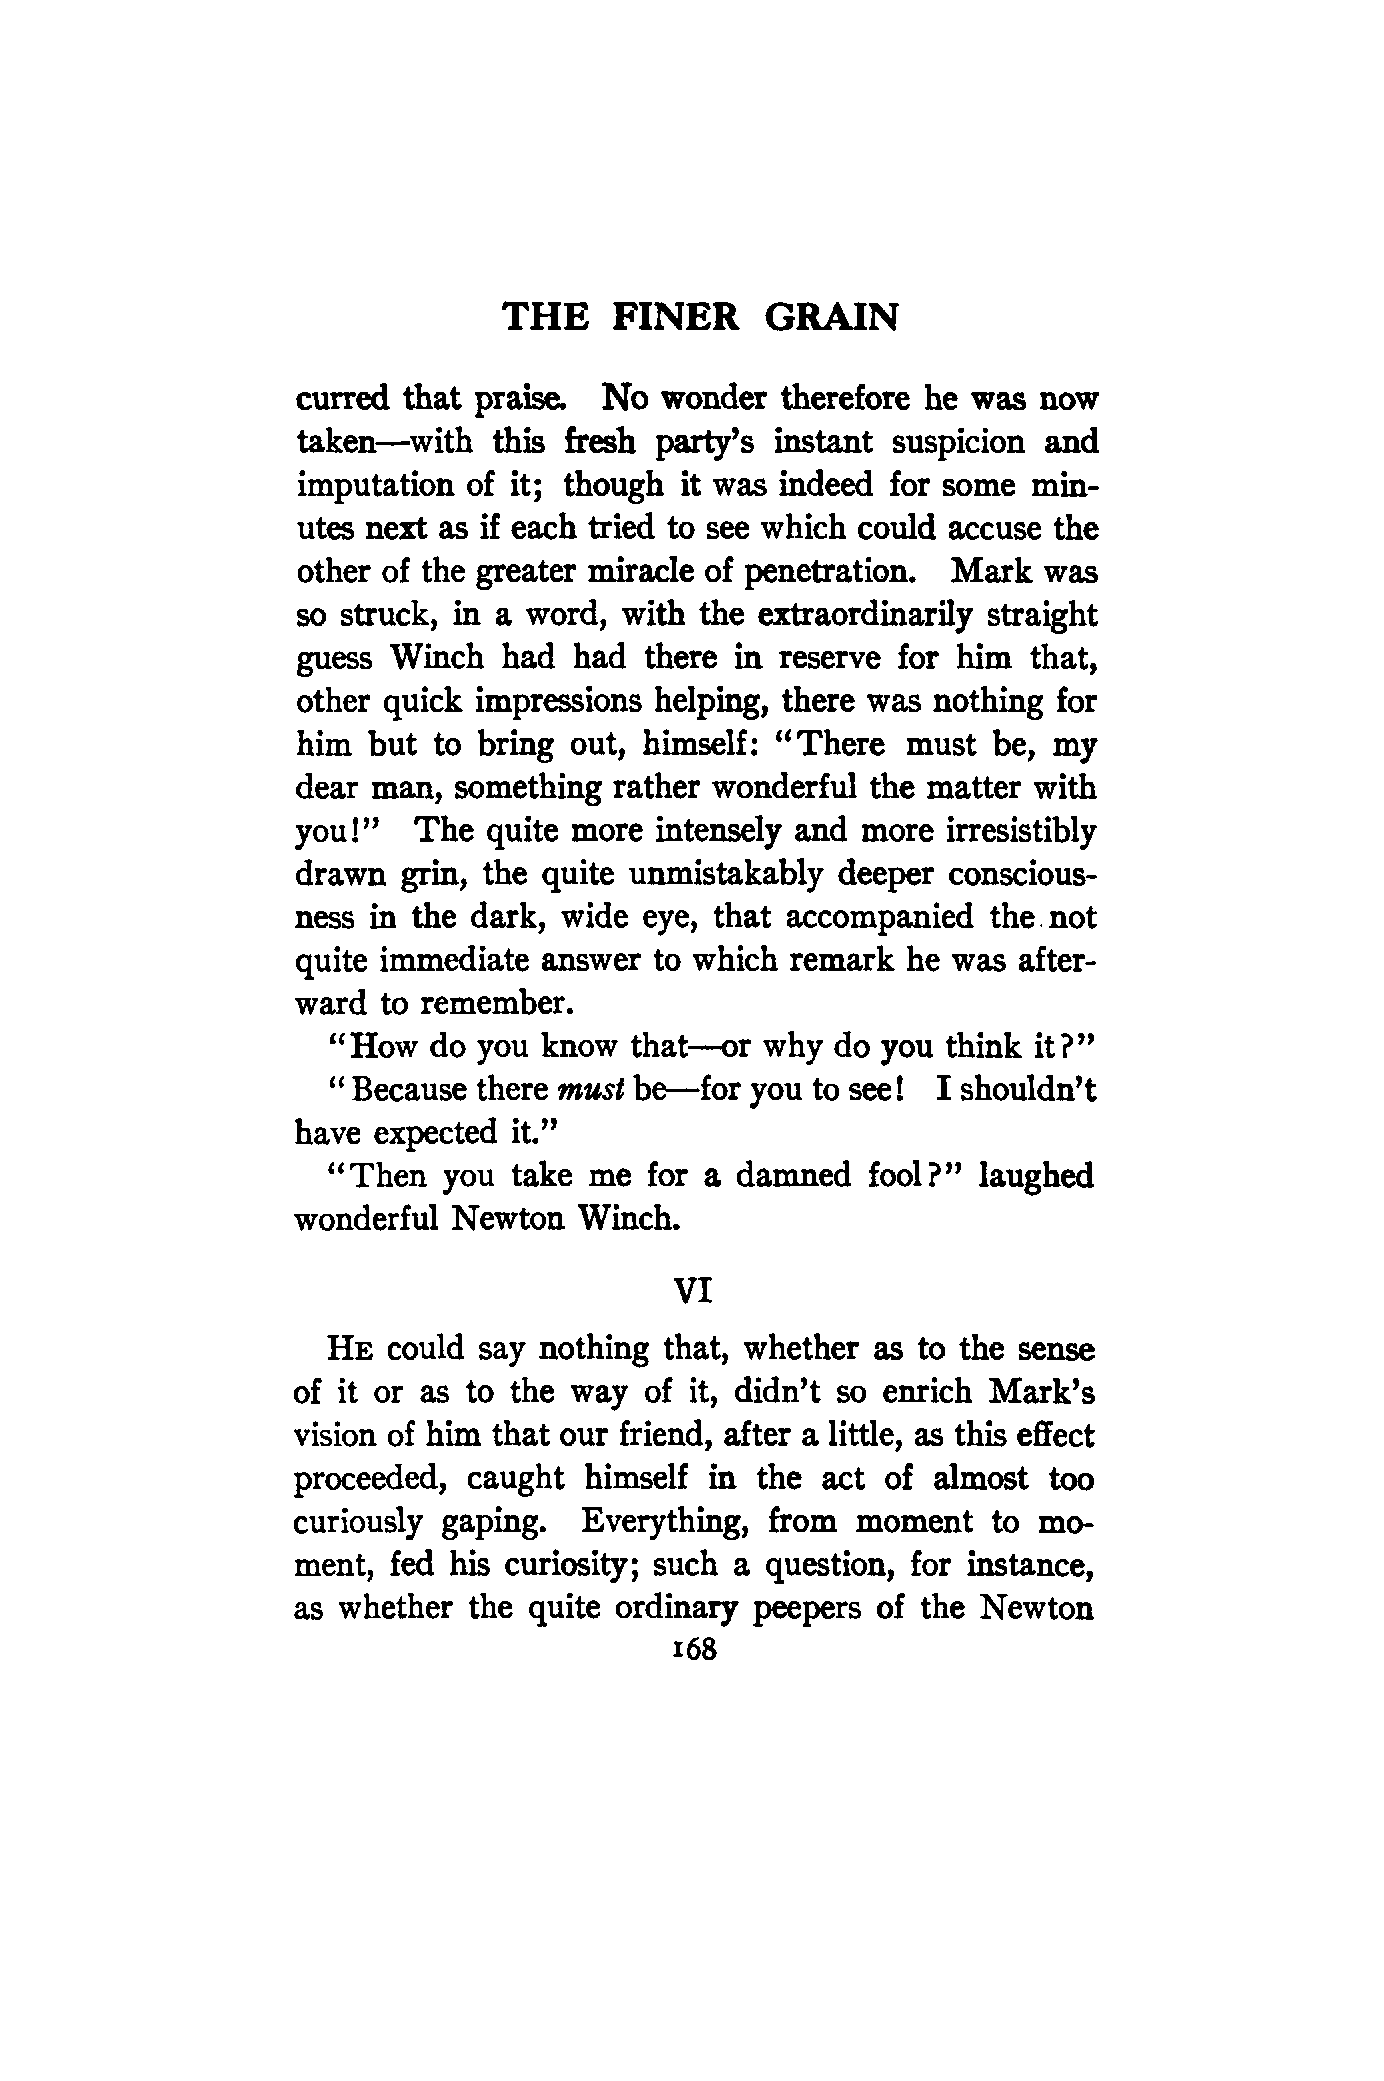 THE FINER GRAIN
curred that praise. No wonder therefore he was now
taken—with this fresh party's instant suspicion and
imputation of it; though it was indeed for some min-
utes next as if each tried to see which could accuse the
other of the greater miracle of penetration. Mark was
so struck, in a word, with the extraordinarily straight
guess Winch had had there in reserve for him that,
other quick impressions helping, there was nothing for
him but to bring out, himself: "There must be, my
dear man, something rather wonderful the matter with
you!" The quite more intensely and more irresistibly
drawn grin, the quite unmistakably deeper conscious-
ness in the dark, wide eye, that accompanied the not
quite immediate answer to which remark he was after-
ward to remember.
"How do you know that—or why do you think it?"
"Because there must be—for you to see! I shouldn't
have expected it."
"Then you take me for a damned fool?" laughed
wonderful Newton Winch.
VI
HE could say nothing that, whether as to the sense
of it or as to the way of it, didn't so enrich Mark's
vision of him that our friend, after a little, as this effect
proceeded, caught himself in the act of almost too
curiously gaping. Everything, from moment to mo-
ment, fed his curiosity; such a question, for instance,
as whether the quite ordinary peepers of the Newton
168